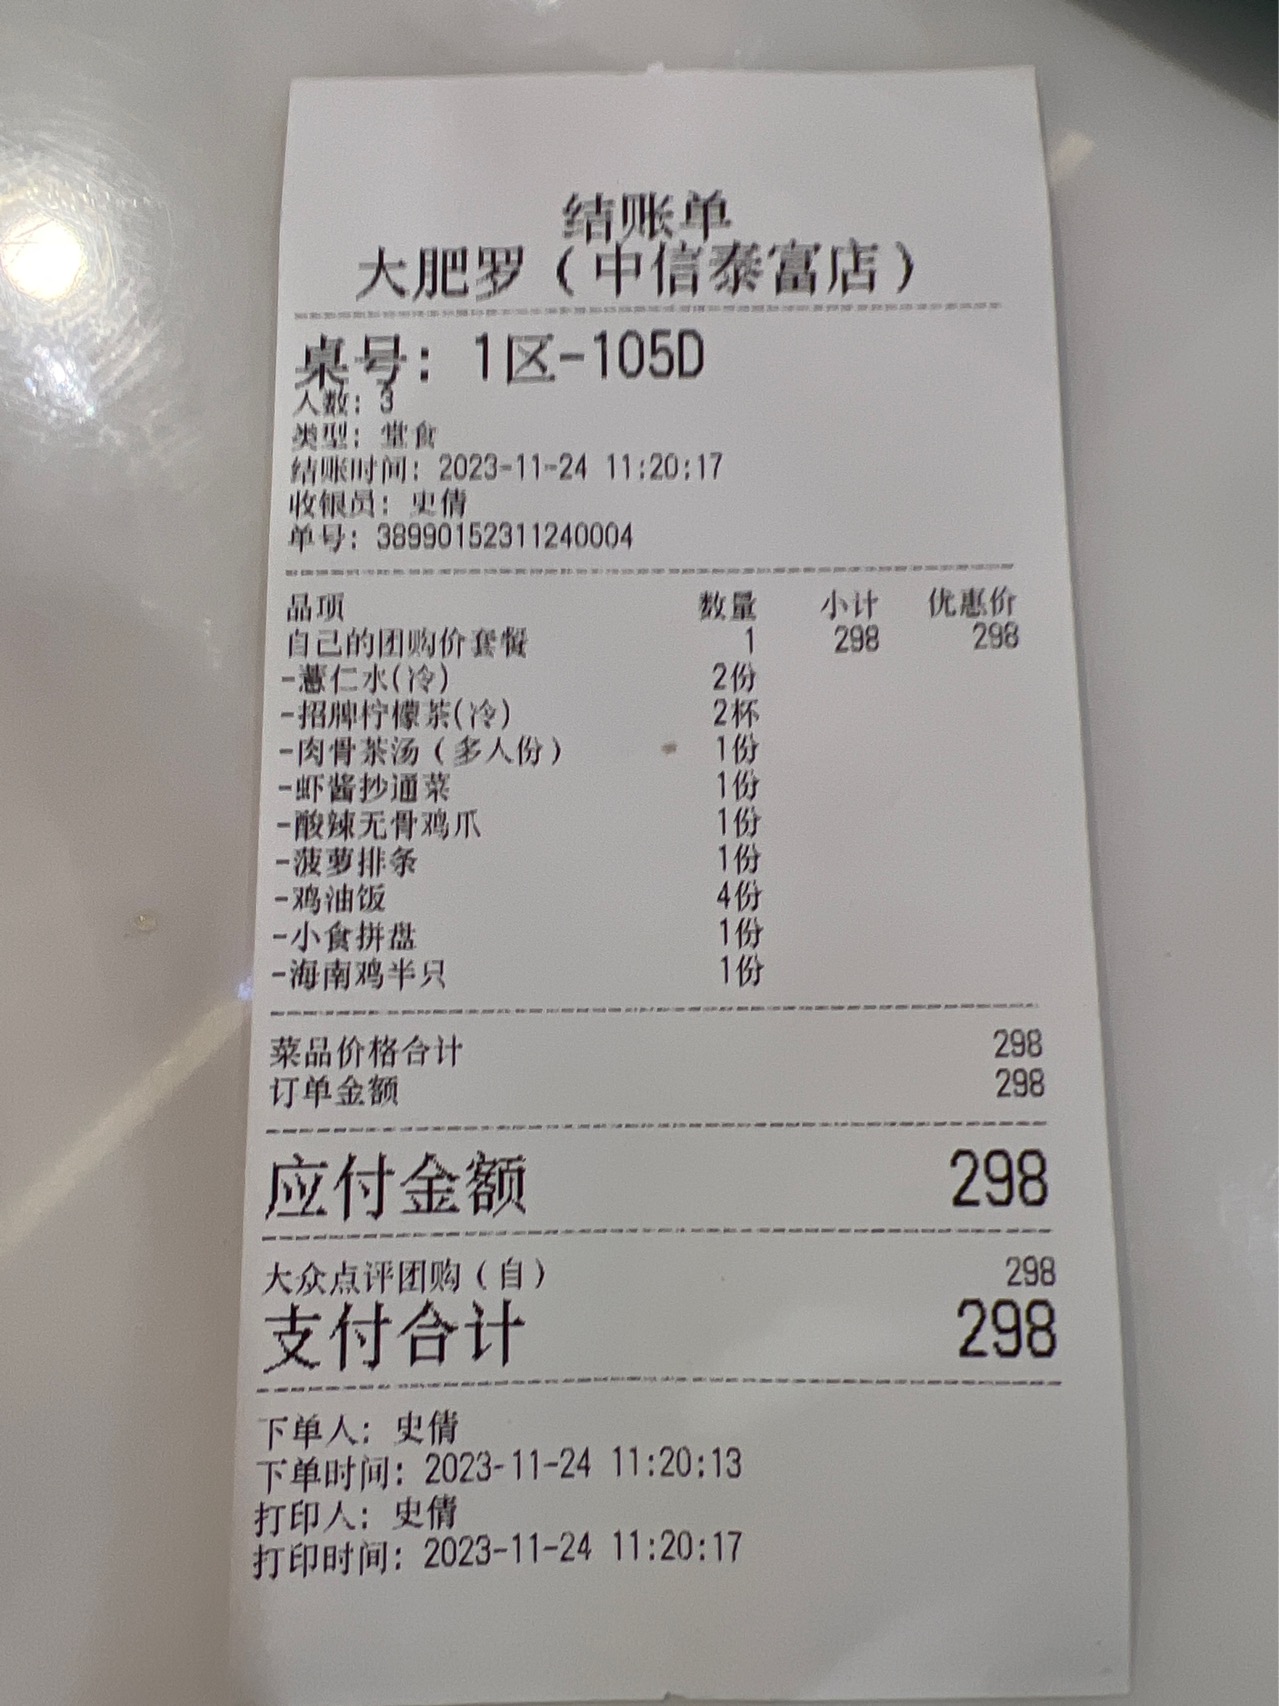 结账单
大肥罗（中信泰富店）
桌号：1区-105D
人数：3
类型：堂食
结账时间：2023-11-24 11:20:17
收银员：史倩
单号：38990152311240004
品项 数量 小计 优惠价
自己的团购价套餐 1 298 298
-薏仁水(冷) 2份
-招牌柠檬茶(冷) 2杯
-肉骨茶汤（多人份） 1份
-虾酱抄通菜 1份
-酸辣无骨鸡爪 1份
-菠萝排条 1份
-鸡油饭 4份
-小食拼盘 1份
-海南鸡半只 1份
菜品价格合计 298
订单金额 298
应付金额 298
大众点评团购（自） 298
支付合计 298
下单人：史倩
下单时间：2023-11-24 11:20:13
打印人：史倩
打印时间：2023-11-24 11:20:17